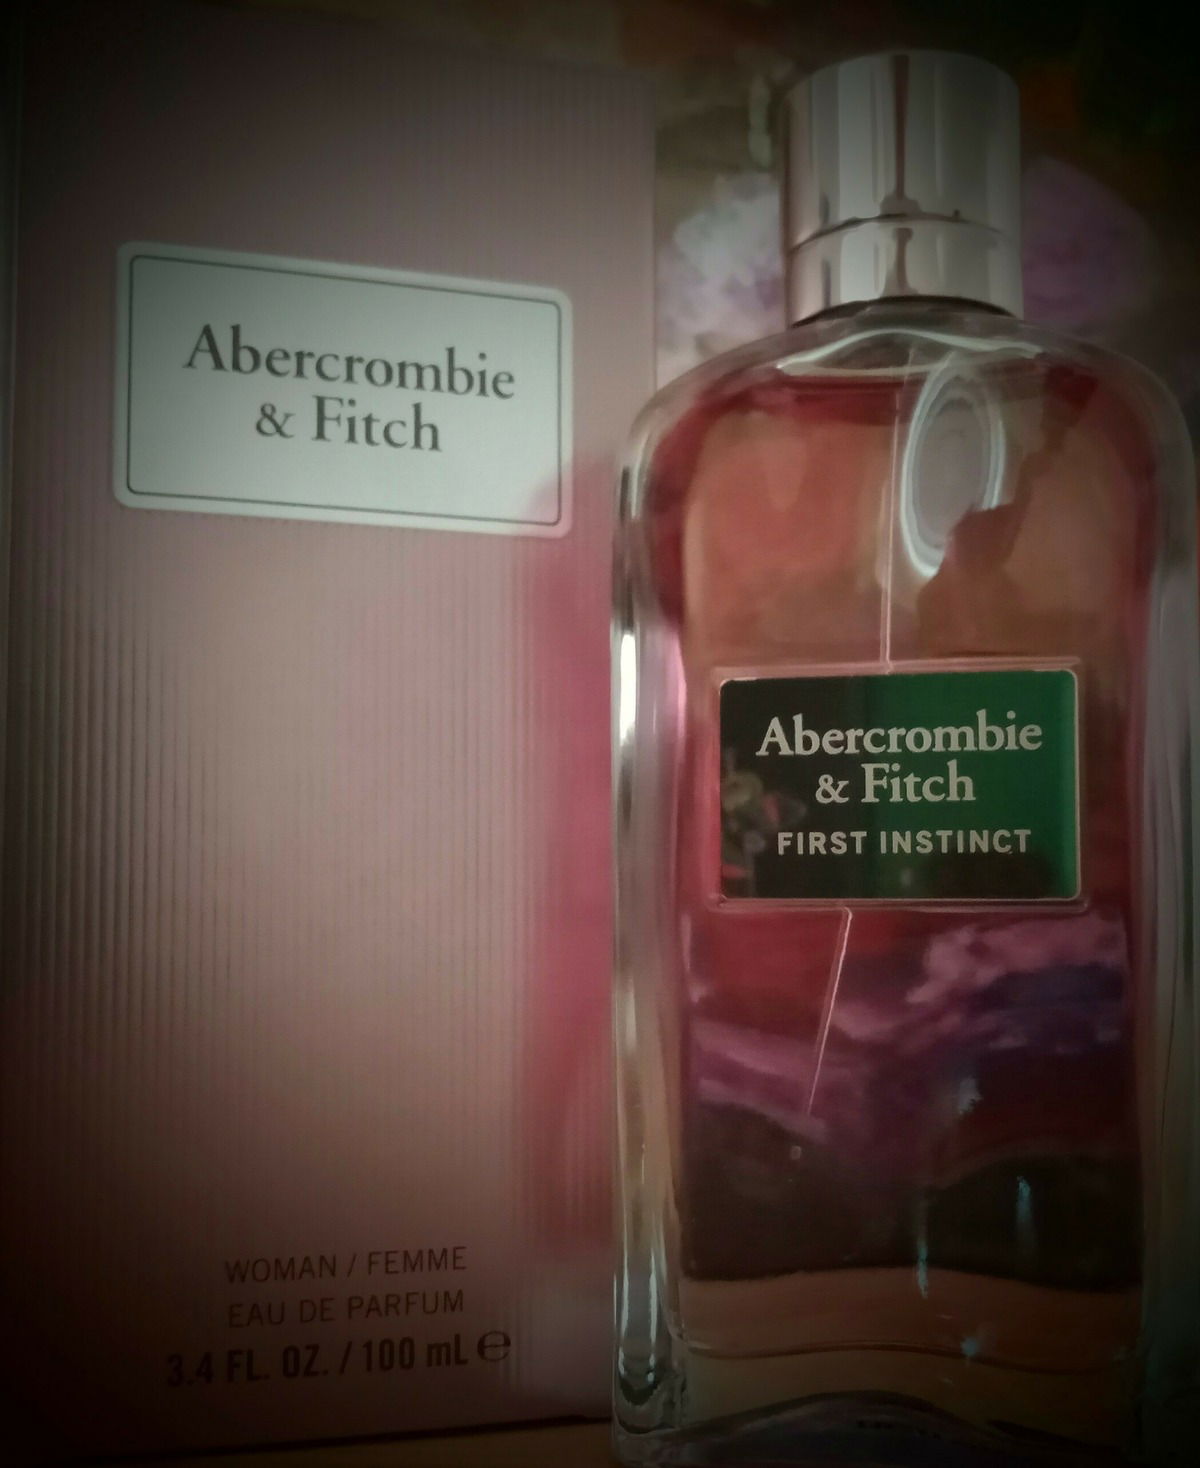 Abercrombie
& Fitch
WOMAN / FEMME
EAU DE PARFUM
3.4 FL. OZ. / 100 mL ℮
Abercrombie
& Fitch
FIRST INSTINCT